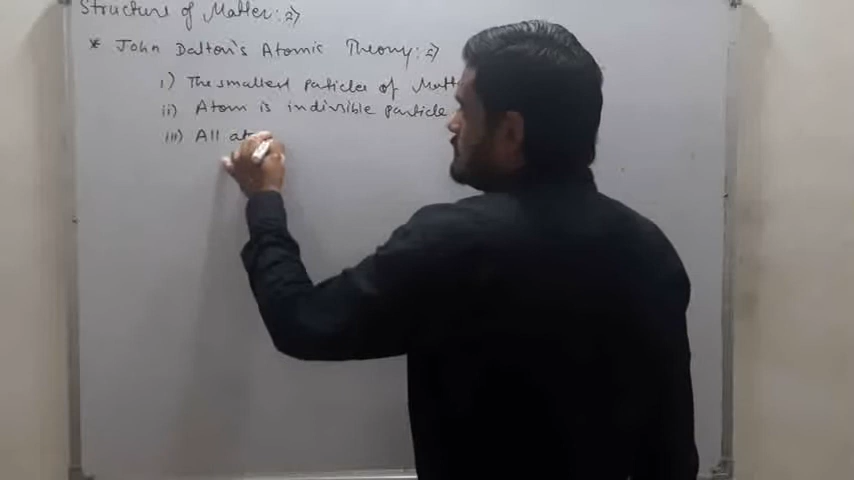 Structure of Matter:⇒
* John Dalton's Atomic Theory:⇒
i) The smallest particles of Matt
ii) Atom is indivisible particle
iii) All at